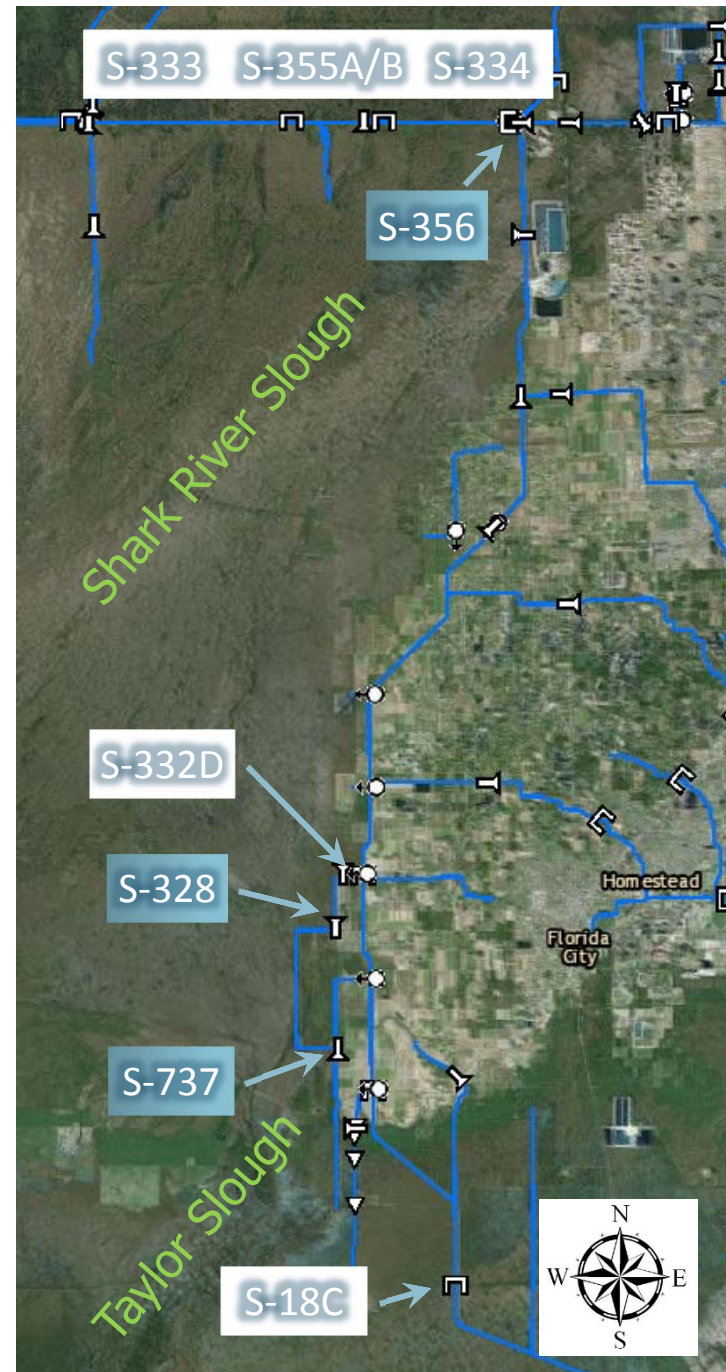 S-333 S-355A/B S-334
S-356
Shark River Slough
S-332D
S-328
Homestead
Florida
City
S-737
Taylor Slough
S-18C
N
W E
S